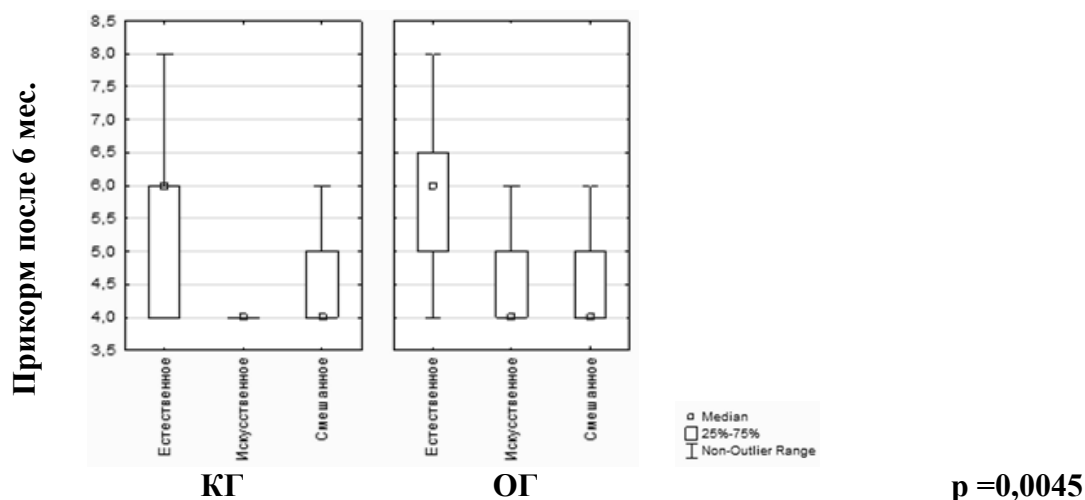 Прикорм после 6 мес.
8,5
8,0
7,5
7,0
6,5
6,0
5,5
5,0
4,5
4,0
3,5
Естественное
Искусственное
Смешанное
Естественное
Искусственное
Смешанное
Median
25%-75%
Non-Outlier Range
КГ ОГ p =0,0045